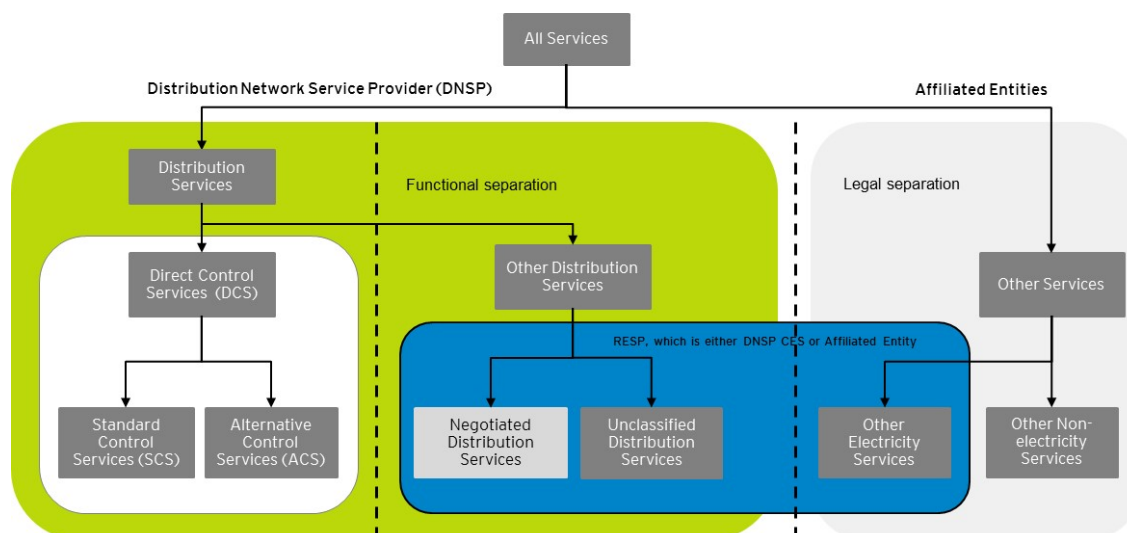 All Services
Distribution Network Service Provider (DNSP)
Affiliated Entities
Distribution
Services
Functional separation
Legal separation
Direct Control
Services (DCS)
Other Distribution
Services
Other Services
RESP, which is either DNSP CES or Affiliated Entity
Standard
Control
Services (SCS)
Alternative
Control
Services (ACS)
Negotiated
Distribution
Services
Unclassified
Distribution
Services
Other
Electricity
Services
Other Non-
electricity
Services